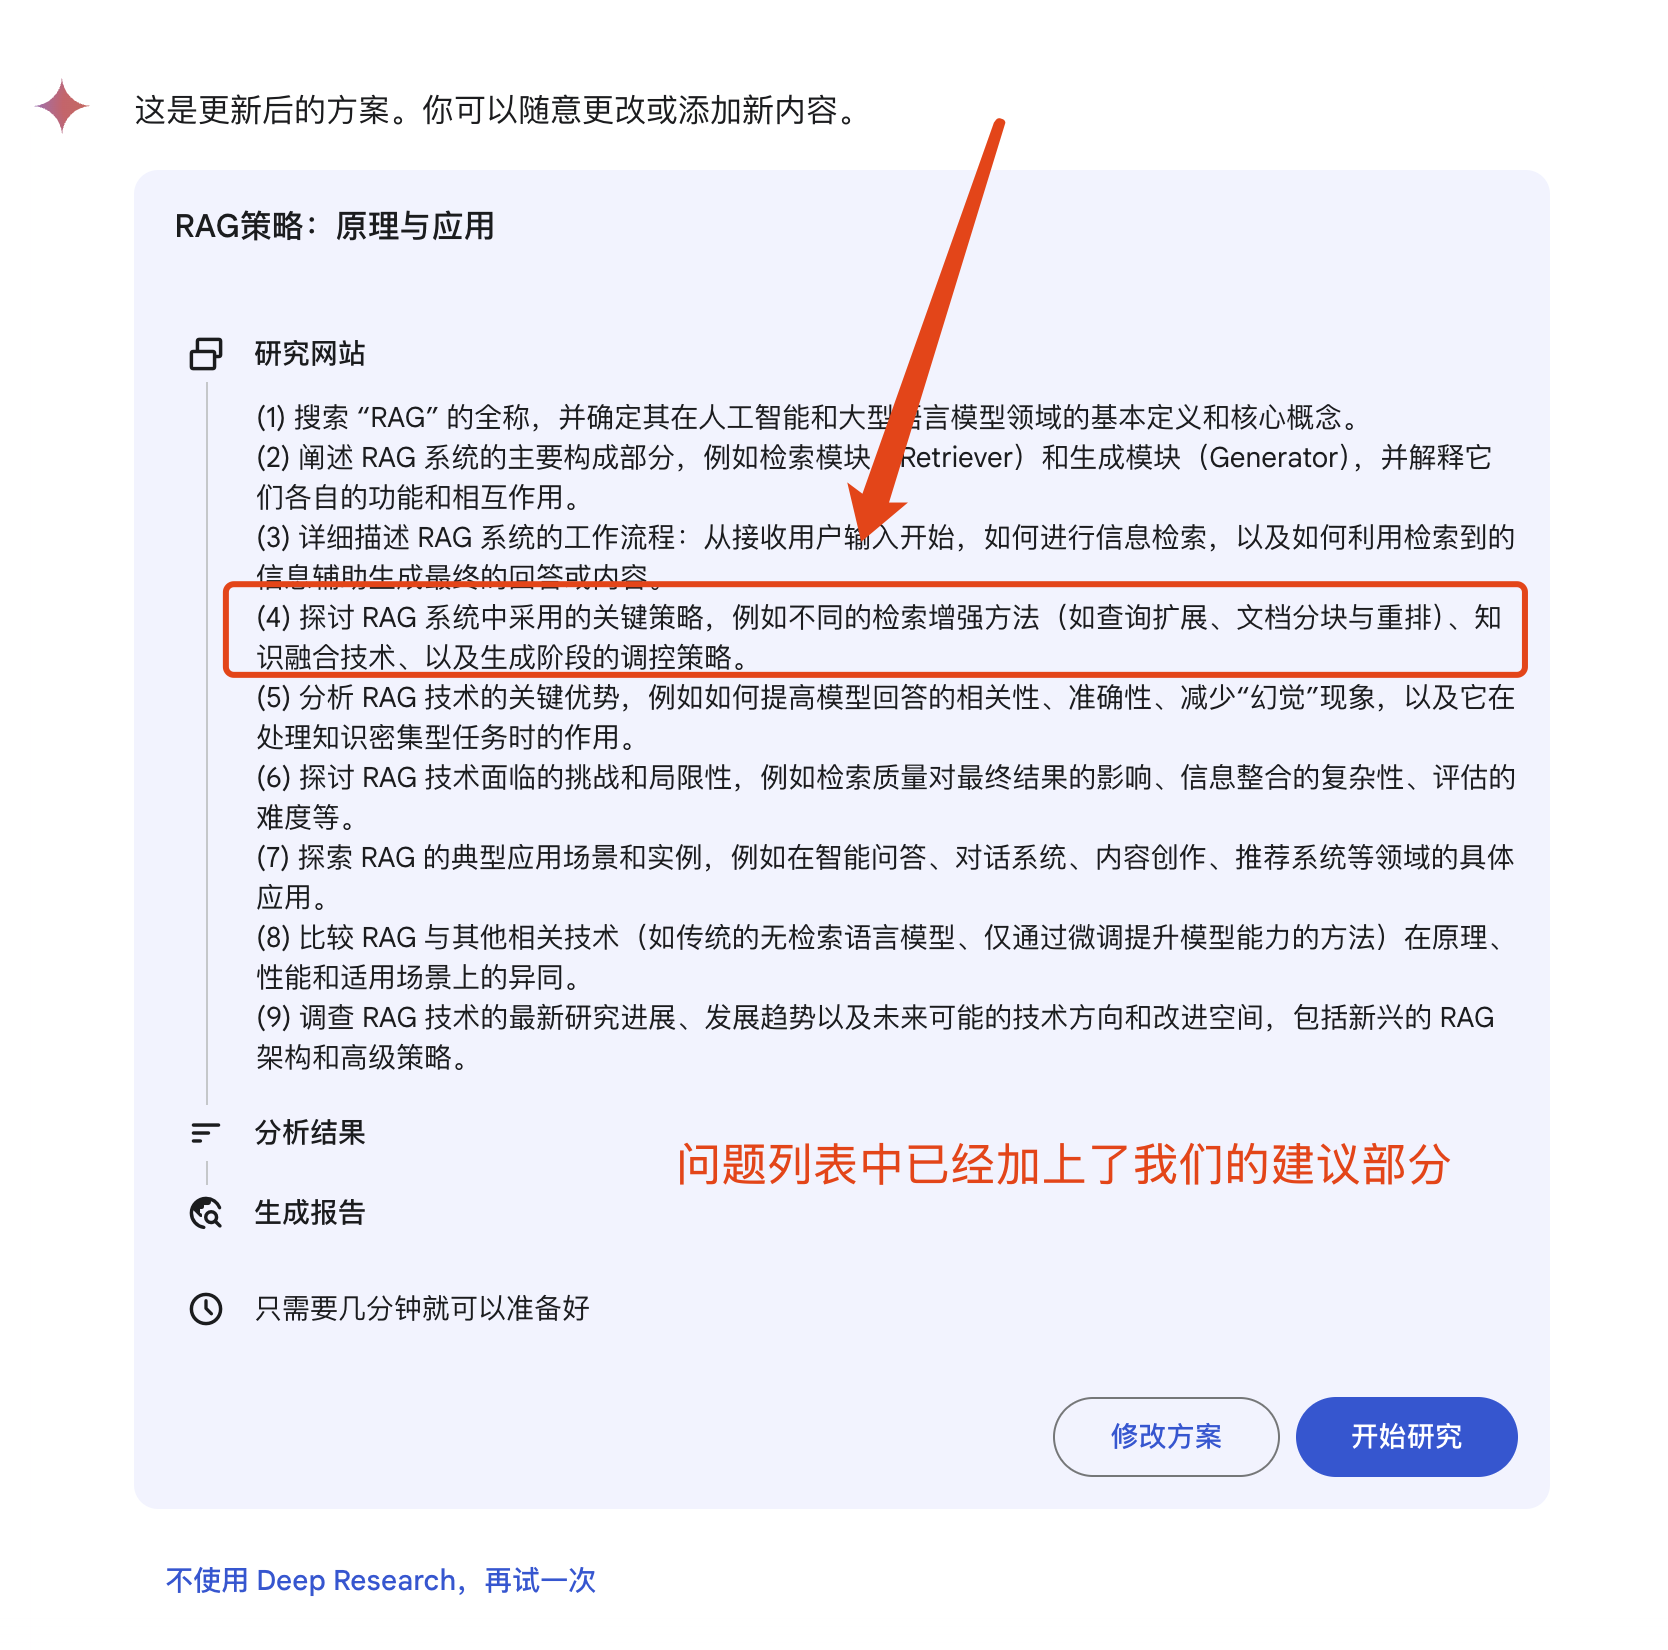 这是更新后的方案。你可以随意更改或添加新内容。
RAG策略：原理与应用
研究网站
(1) 搜索 “RAG” 的全称，并确定其在人工智能和大型语言模型领域的基本定义和核心概念。
(2) 阐述 RAG 系统的主要构成部分，例如检索模块（Retriever）和生成模块（Generator），并解释它
们各自的功能和相互作用。
(3) 详细描述 RAG 系统的工作流程：从接收用户输入开始，如何进行信息检索，以及如何利用检索到的
信息辅助生成最终的回答或内容。
(4) 探讨 RAG 系统中采用的关键策略，例如不同的检索增强方法（如查询扩展、文档分块与重排）、知
识融合技术、以及生成阶段的调控策略。
(5) 分析 RAG 技术的关键优势，例如如何提高模型回答的相关性、准确性、减少“幻觉”现象，以及它在
处理知识密集型任务时的作用。
(6) 探讨 RAG 技术面临的挑战和局限性，例如检索质量对最终结果的影响、信息整合的复杂性、评估的
难度等。
(7) 探索 RAG 的典型应用场景和实例，例如在智能问答、对话系统、内容创作、推荐系统等领域的具体
应用。
(8) 比较 RAG 与其他相关技术（如传统的无检索语言模型、仅通过微调提升模型能力的方法）在原理、
性能和适用场景上的异同。
(9) 调查 RAG 技术的最新研究进展、发展趋势以及未来可能的技术方向和改进空间，包括新兴的 RAG
架构和高级策略。
分析结果
问题列表中已经加上了我们的建议部分
生成报告
只需要几分钟就可以准备好
修改方案
开始研究
不使用 Deep Research，再试一次